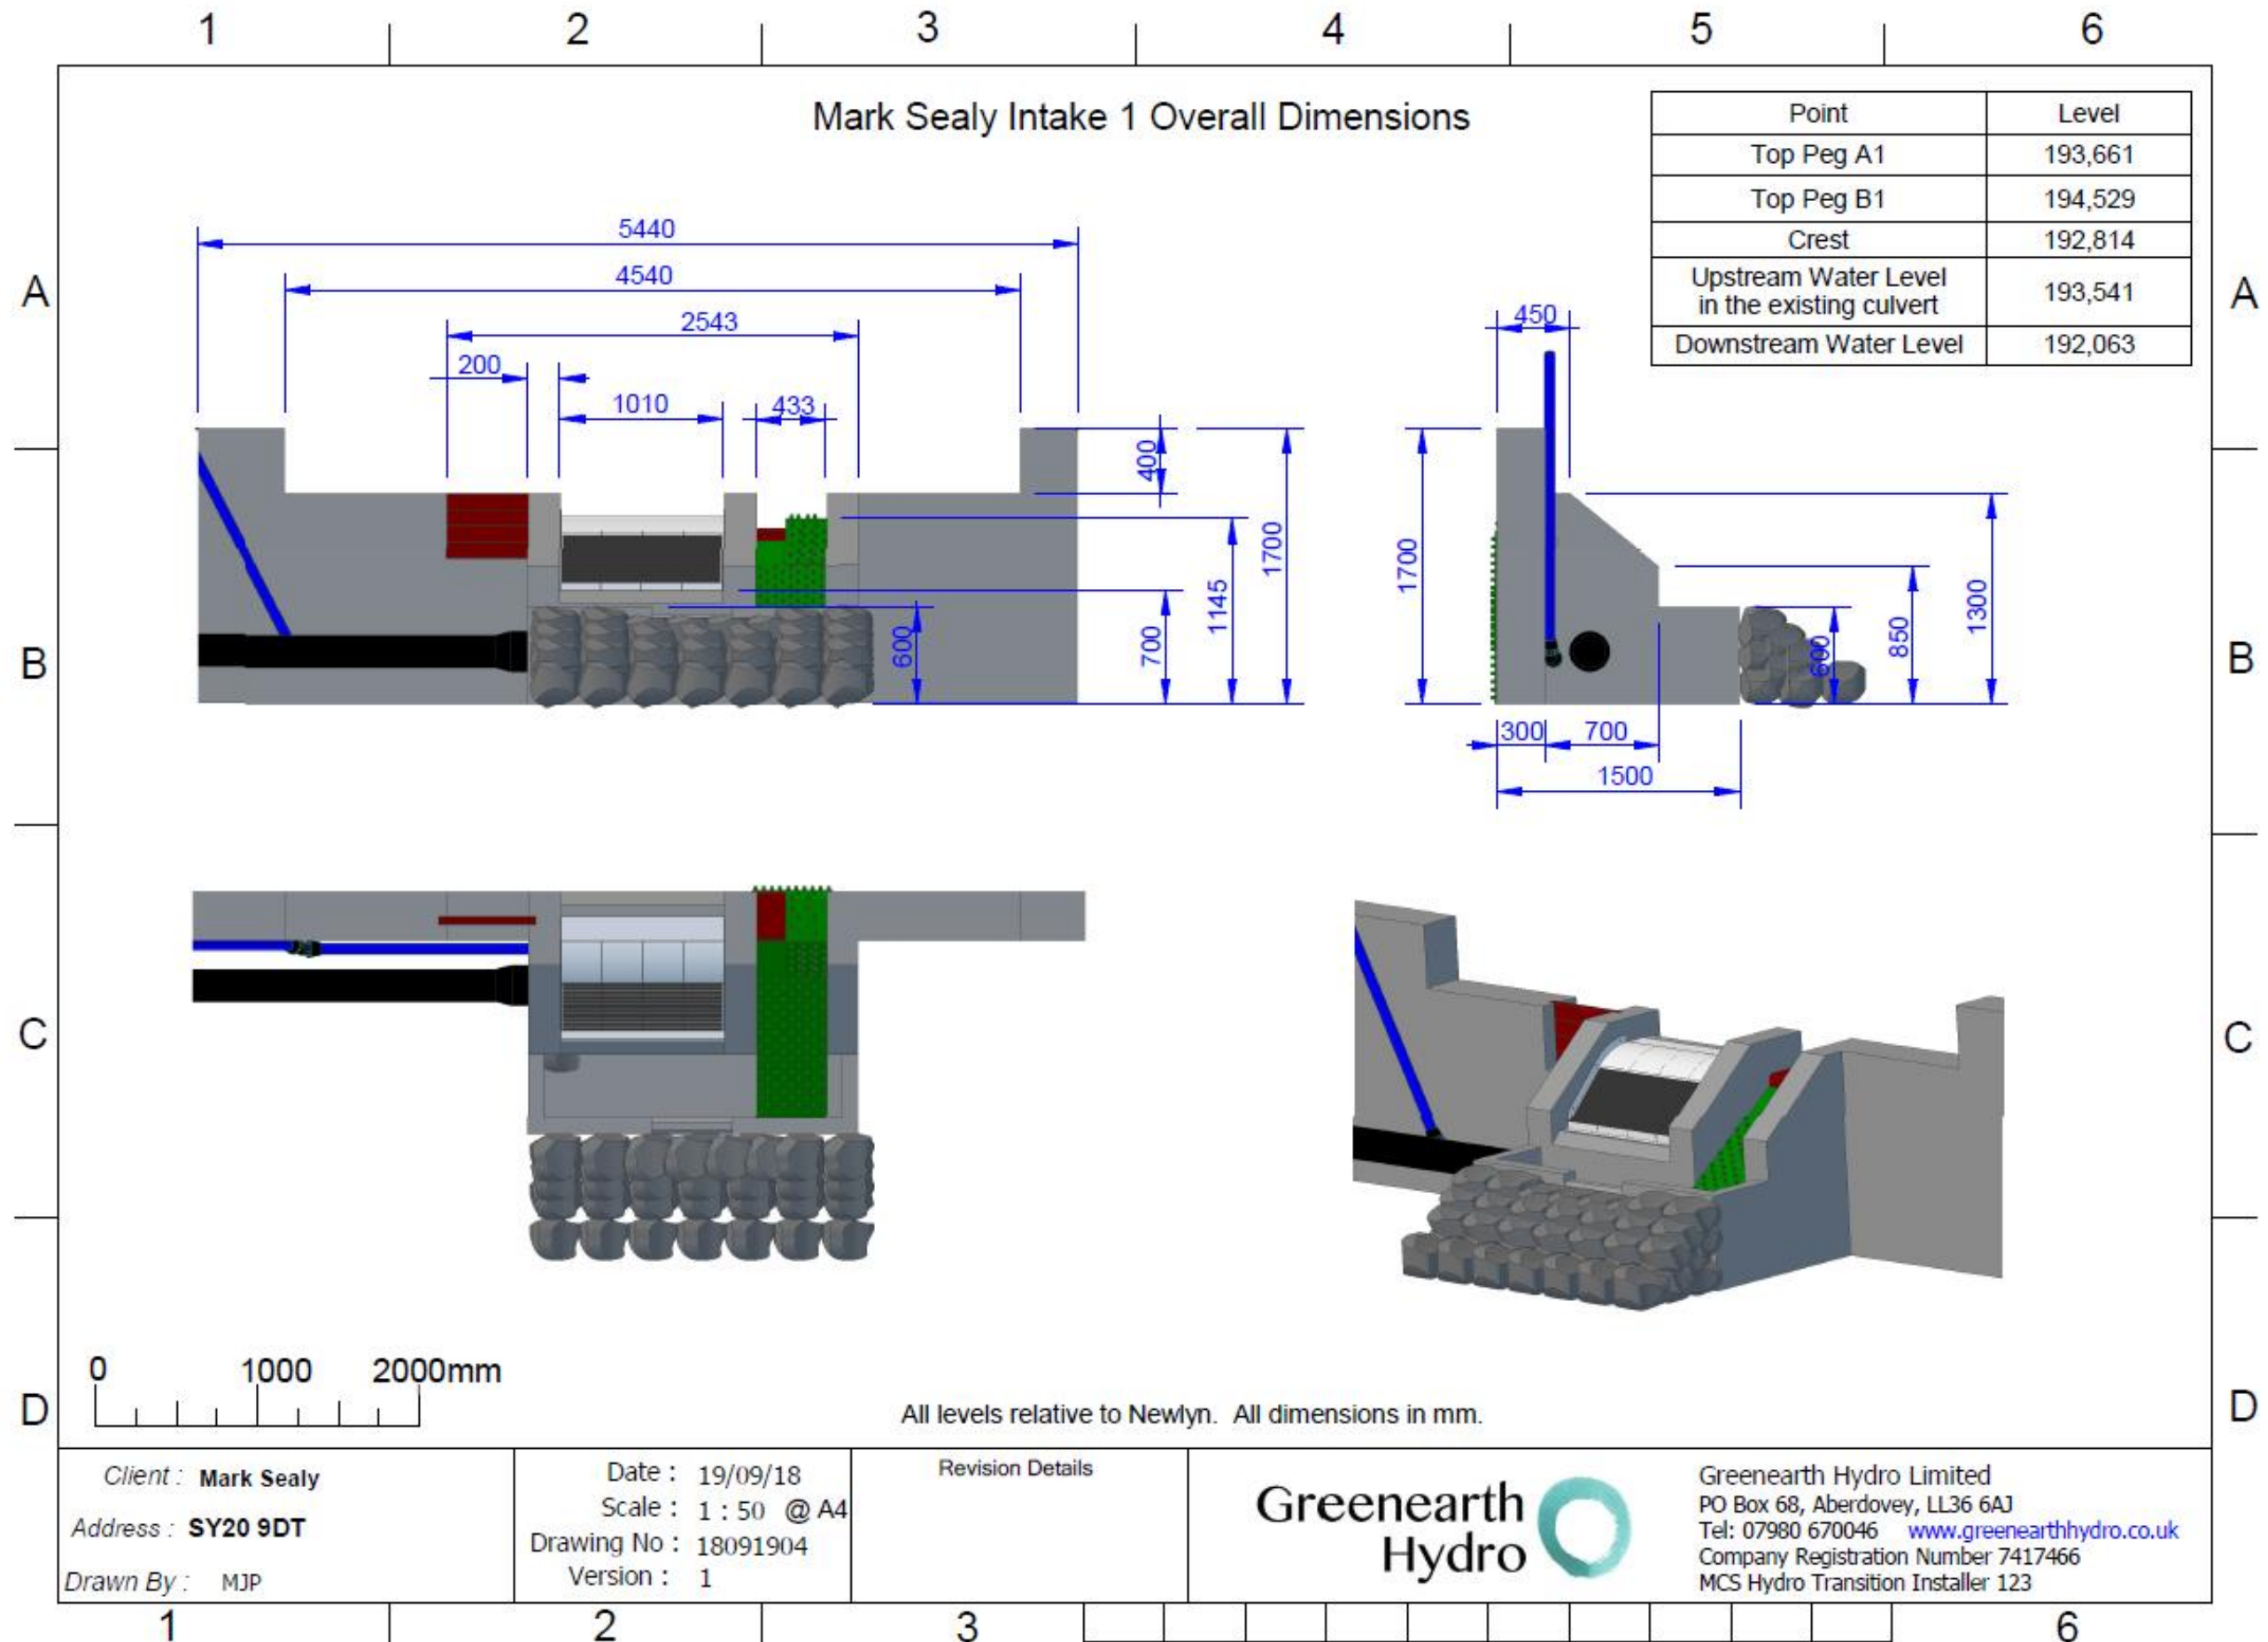 1 2 3 4 5 6
Mark Sealy Intake 1 Overall Dimensions
Point Level
Top Peg A1 193,661
Top Peg B1 194,529
Crest 192,814
Upstream Water Level
in the existing culvert 193,541
Downstream Water Level 192,063
A A
5440
4540
2543
200
1010
433
400
1700
1145
700
600
450
1700
1300
850
600
300 700
1500
B B
C C
0 1000 2000mm
D D
All levels relative to Newlyn. All dimensions in mm.
Client : Mark Sealy
Address : SY20 9DT
Drawn By : MJP
Date : 19/09/18
Scale : 1 : 50 @ A4
Drawing No : 18091904
Version : 1
Revision Details
Greenearth
Hydro
Greenearth Hydro Limited
PO Box 68, Aberdovey, LL36 6AJ
Tel: 07980 670046 www.greenearthhydro.co.uk
Company Registration Number 7417466
MCS Hydro Transition Installer 123
1 2 3 6